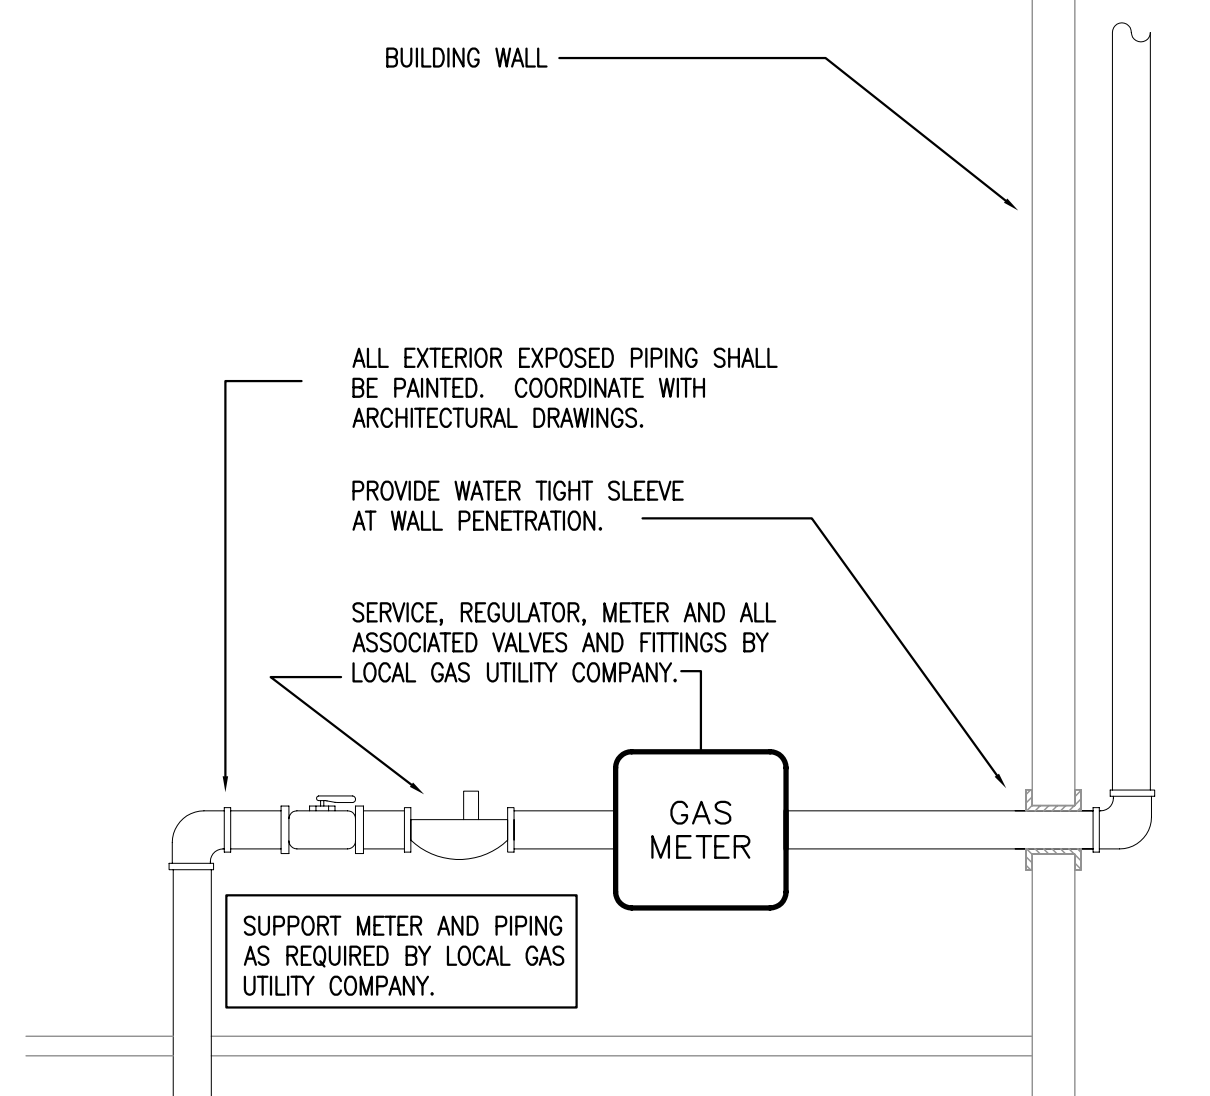 BUILDING WALL
ALL EXTERIOR EXPOSED PIPING SHALL
BE PAINTED. COORDINATE WITH
ARCHITECTURAL DRAWINGS.
PROVIDE WATER TIGHT SLEEVE
AT WALL PENETRATION.
SERVICE, REGULATOR, METER AND ALL
ASSOCIATED VALVES AND FITTINGS BY
LOCAL GAS UTILITY COMPANY.
GAS
METER
SUPPORT METER AND PIPING
AS REQUIRED BY LOCAL GAS
UTILITY COMPANY.